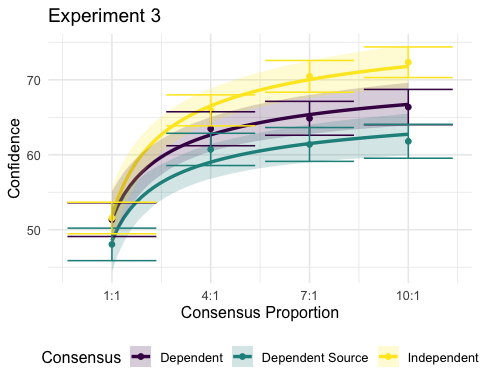 Experiment 3
Confidence
70
60
50
1:1
4:1
7:1
10:1
Consensus Proportion
Consensus
Dependent
Dependent Source
Independent